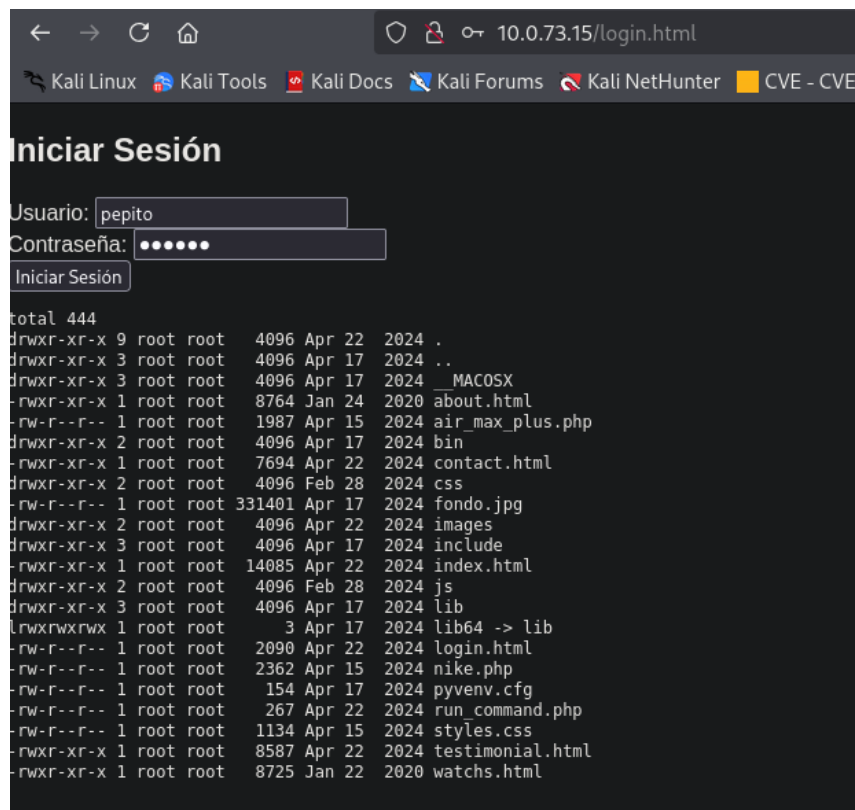 10.0.73.15/login.html
Kali Linux Kali Tools Kali Docs Kali Forums Kali NetHunter CVE - CVE
Iniciar Sesión
Usuario: pepito
Contraseña: ●●●●●●
Iniciar Sesión
total 444
drwxr-xr-x 9 root root   4096 Apr 22  2024 .
drwxr-xr-x 3 root root   4096 Apr 17  2024 ..
drwxr-xr-x 3 root root   4096 Apr 17  2024 __MACOSX
-rwxr-xr-x 1 root root   8764 Jan 24  2020 about.html
-rw-r--r-- 1 root root   1987 Apr 15  2024 air_max_plus.php
drwxr-xr-x 2 root root   4096 Apr 17  2024 bin
-rwxr-xr-x 1 root root   7694 Apr 22  2024 contact.html
drwxr-xr-x 2 root root   4096 Feb 28  2024 css
-rw-r--r-- 1 root root 331401 Apr 17  2024 fondo.jpg
drwxr-xr-x 2 root root   4096 Apr 22  2024 images
drwxr-xr-x 3 root root   4096 Apr 17  2024 include
-rwxr-xr-x 1 root root  14085 Apr 22  2024 index.html
drwxr-xr-x 2 root root   4096 Feb 28  2024 js
drwxr-xr-x 3 root root   4096 Apr 17  2024 lib
lrwxrwxrwx 1 root root      3 Apr 17  2024 lib64 -> lib
-rw-r--r-- 1 root root   2090 Apr 22  2024 login.html
-rw-r--r-- 1 root root   2362 Apr 15  2024 nike.php
-rw-r--r-- 1 root root    154 Apr 17  2024 pyvenv.cfg
-rw-r--r-- 1 root root    267 Apr 22  2024 run_command.php
-rw-r--r-- 1 root root   1134 Apr 15  2024 styles.css
-rwxr-xr-x 1 root root   8587 Apr 22  2024 testimonial.html
-rwxr-xr-x 1 root root   8725 Jan 22  2020 watchs.html